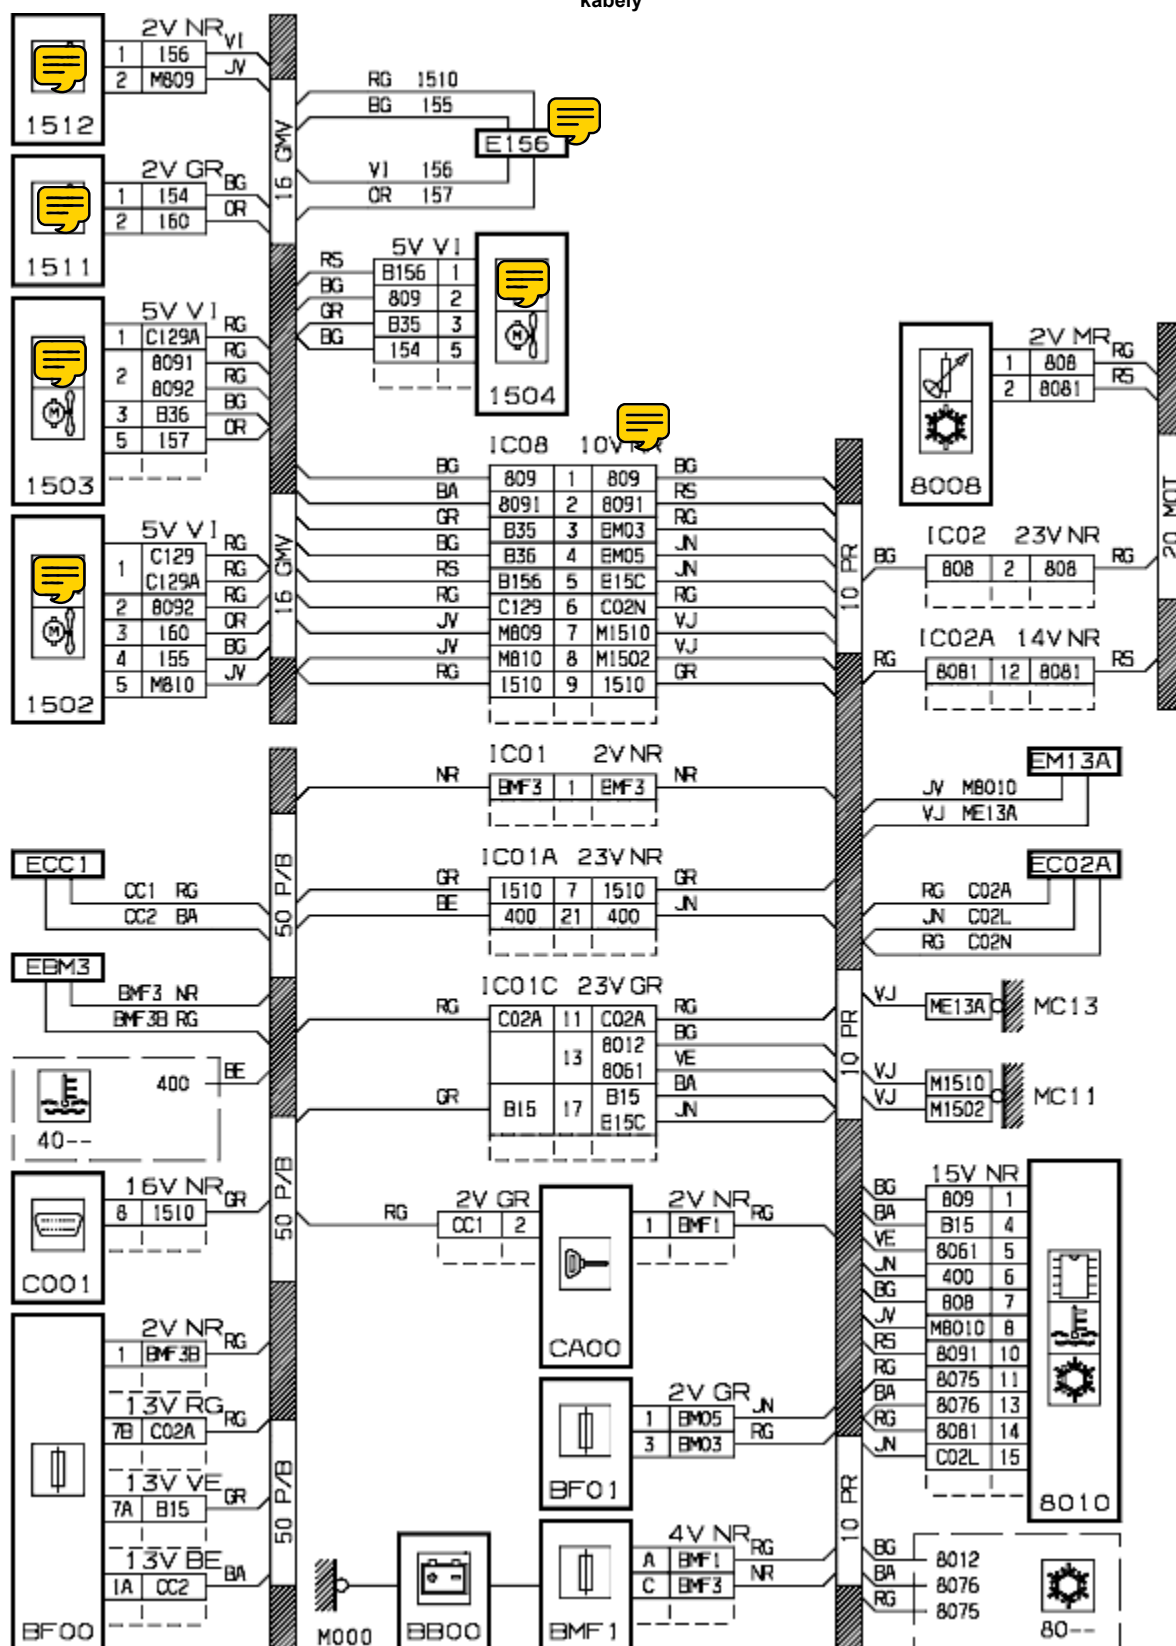 kabely
2V NR
1 156 VI
2 M809 JV
1512
2V GR
1 154 BG
2 160 OR
1511
5V VI
1 C129A RG
2 8091 RG
8092 RG
3 B36 BG
5 157 OR
1503
5V VI
1 C129 RG
C129A RG
2 8092 RG
3 160 OR
4 155 BG
5 M810 JV
1502
16 GMV
16 GMV
RG 1510
BG 155
E156
VI 156
OR 157
5V VI
RS B156 1
BG 809 2
GR B35 3
BG 154 5
M
1504
IC08 10V
BG 809 1 809 BG
BA 8091 2 8091 RS
GR B35 3 BM03 RG
BG B36 4 BM05 JN
RS B156 5 B15C JN
RG C129 6 C02N RG
JV M809 7 M1510 VJ
JV M810 8 M1502 VJ
RG 1510 9 1510 GR
10 PR
2V MR
1 808 RG
2 8081 RS
8008
20 MOT
IC02 23V NR
BG 808 2 808 RG
IC02A 14V NR
RG 8081 12 8081 RS
IC01 2V NR
NR BMF3 1 BMF3 NR
EM13A
JV M8010
VJ ME13A
ECC1
CC1 RG
CC2 BA
50 P/B
IC01A 23V NR
GR 1510 7 1510 GR
BE 400 21 400 JN
EC02A
RG C02A
JN C02L
RG C02N
EBM3
BMF3 NR
BMF3B RG
IC01C 23V GR
RG C02A 11 C02A RG
13 8012 BG
8061 VE
GR B15 17 B15 BA
B15C JN
10 PR
VJ ME13A MC13
VJ M1510
VJ M1502
MC11
400 BE
40--
16V NR
8 1510 GR
C001
50 P/B
2V GR
RG CC1 2
2V NR
1 BMF1 RG
CA00
15V NR
BG 809 1
BA B15 4
VE 8061 5
JN 400 6
BG 808 7
JV M8010 8
RS 8091 10
RG 8075 11
BA 8076 13
RG 8081 14
JN C02L 15
8010
2V NR
1 BMF3B RG
13V RG
7B C02A RG
13V VE
7A B15 GR
13V BE
1A CC2 BA
BF00
50 P/B
2V GR
1 BM05 JN
3 BM03 RG
BF01
10 PR
M000
BB00
4V NR
A BMF1 RG
C BMF3 NR
BMF1
BG 8012
BA 8076
RG 8075
80--